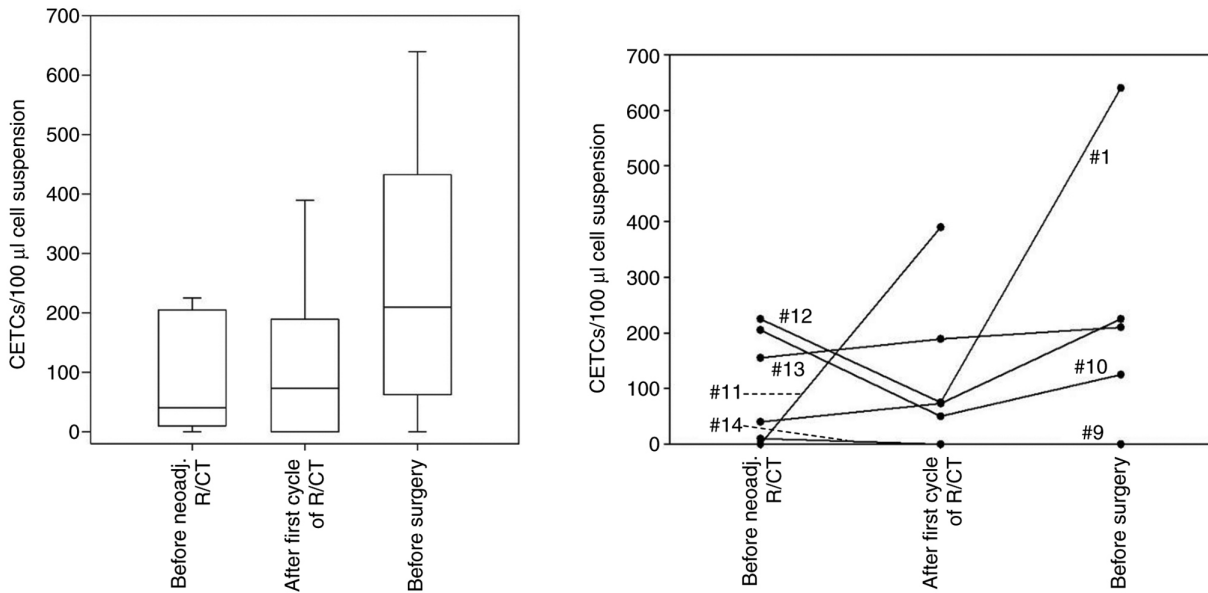 700
600
500
400
300
200
100
0
CETCs/100 μl cell suspension
Before neoadj.
R/CT
After first cycle
of R/CT
Before surgery
700
600
500
400
300
200
100
0
CETCs/100 μl cell suspension
#1
#12
#13
#11
#10
#14
#9
Before neoadj.
R/CT
After first cycle
of R/CT
Before surgery